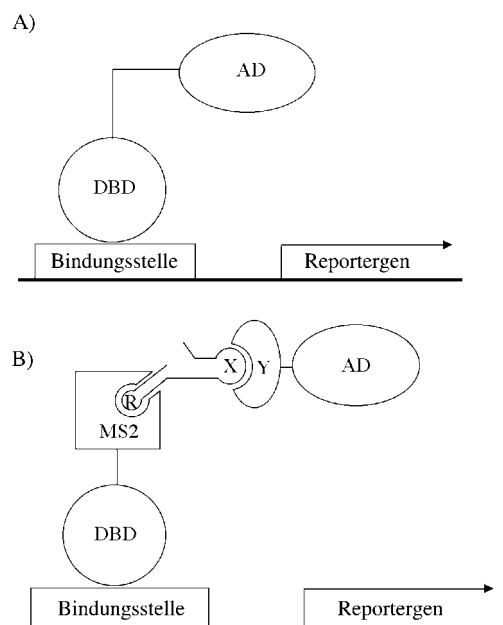 A)
AD
DBD
Bindungsstelle Reportergen
B)
X Y AD
R
MS2
DBD
Bindungsstelle Reportergen